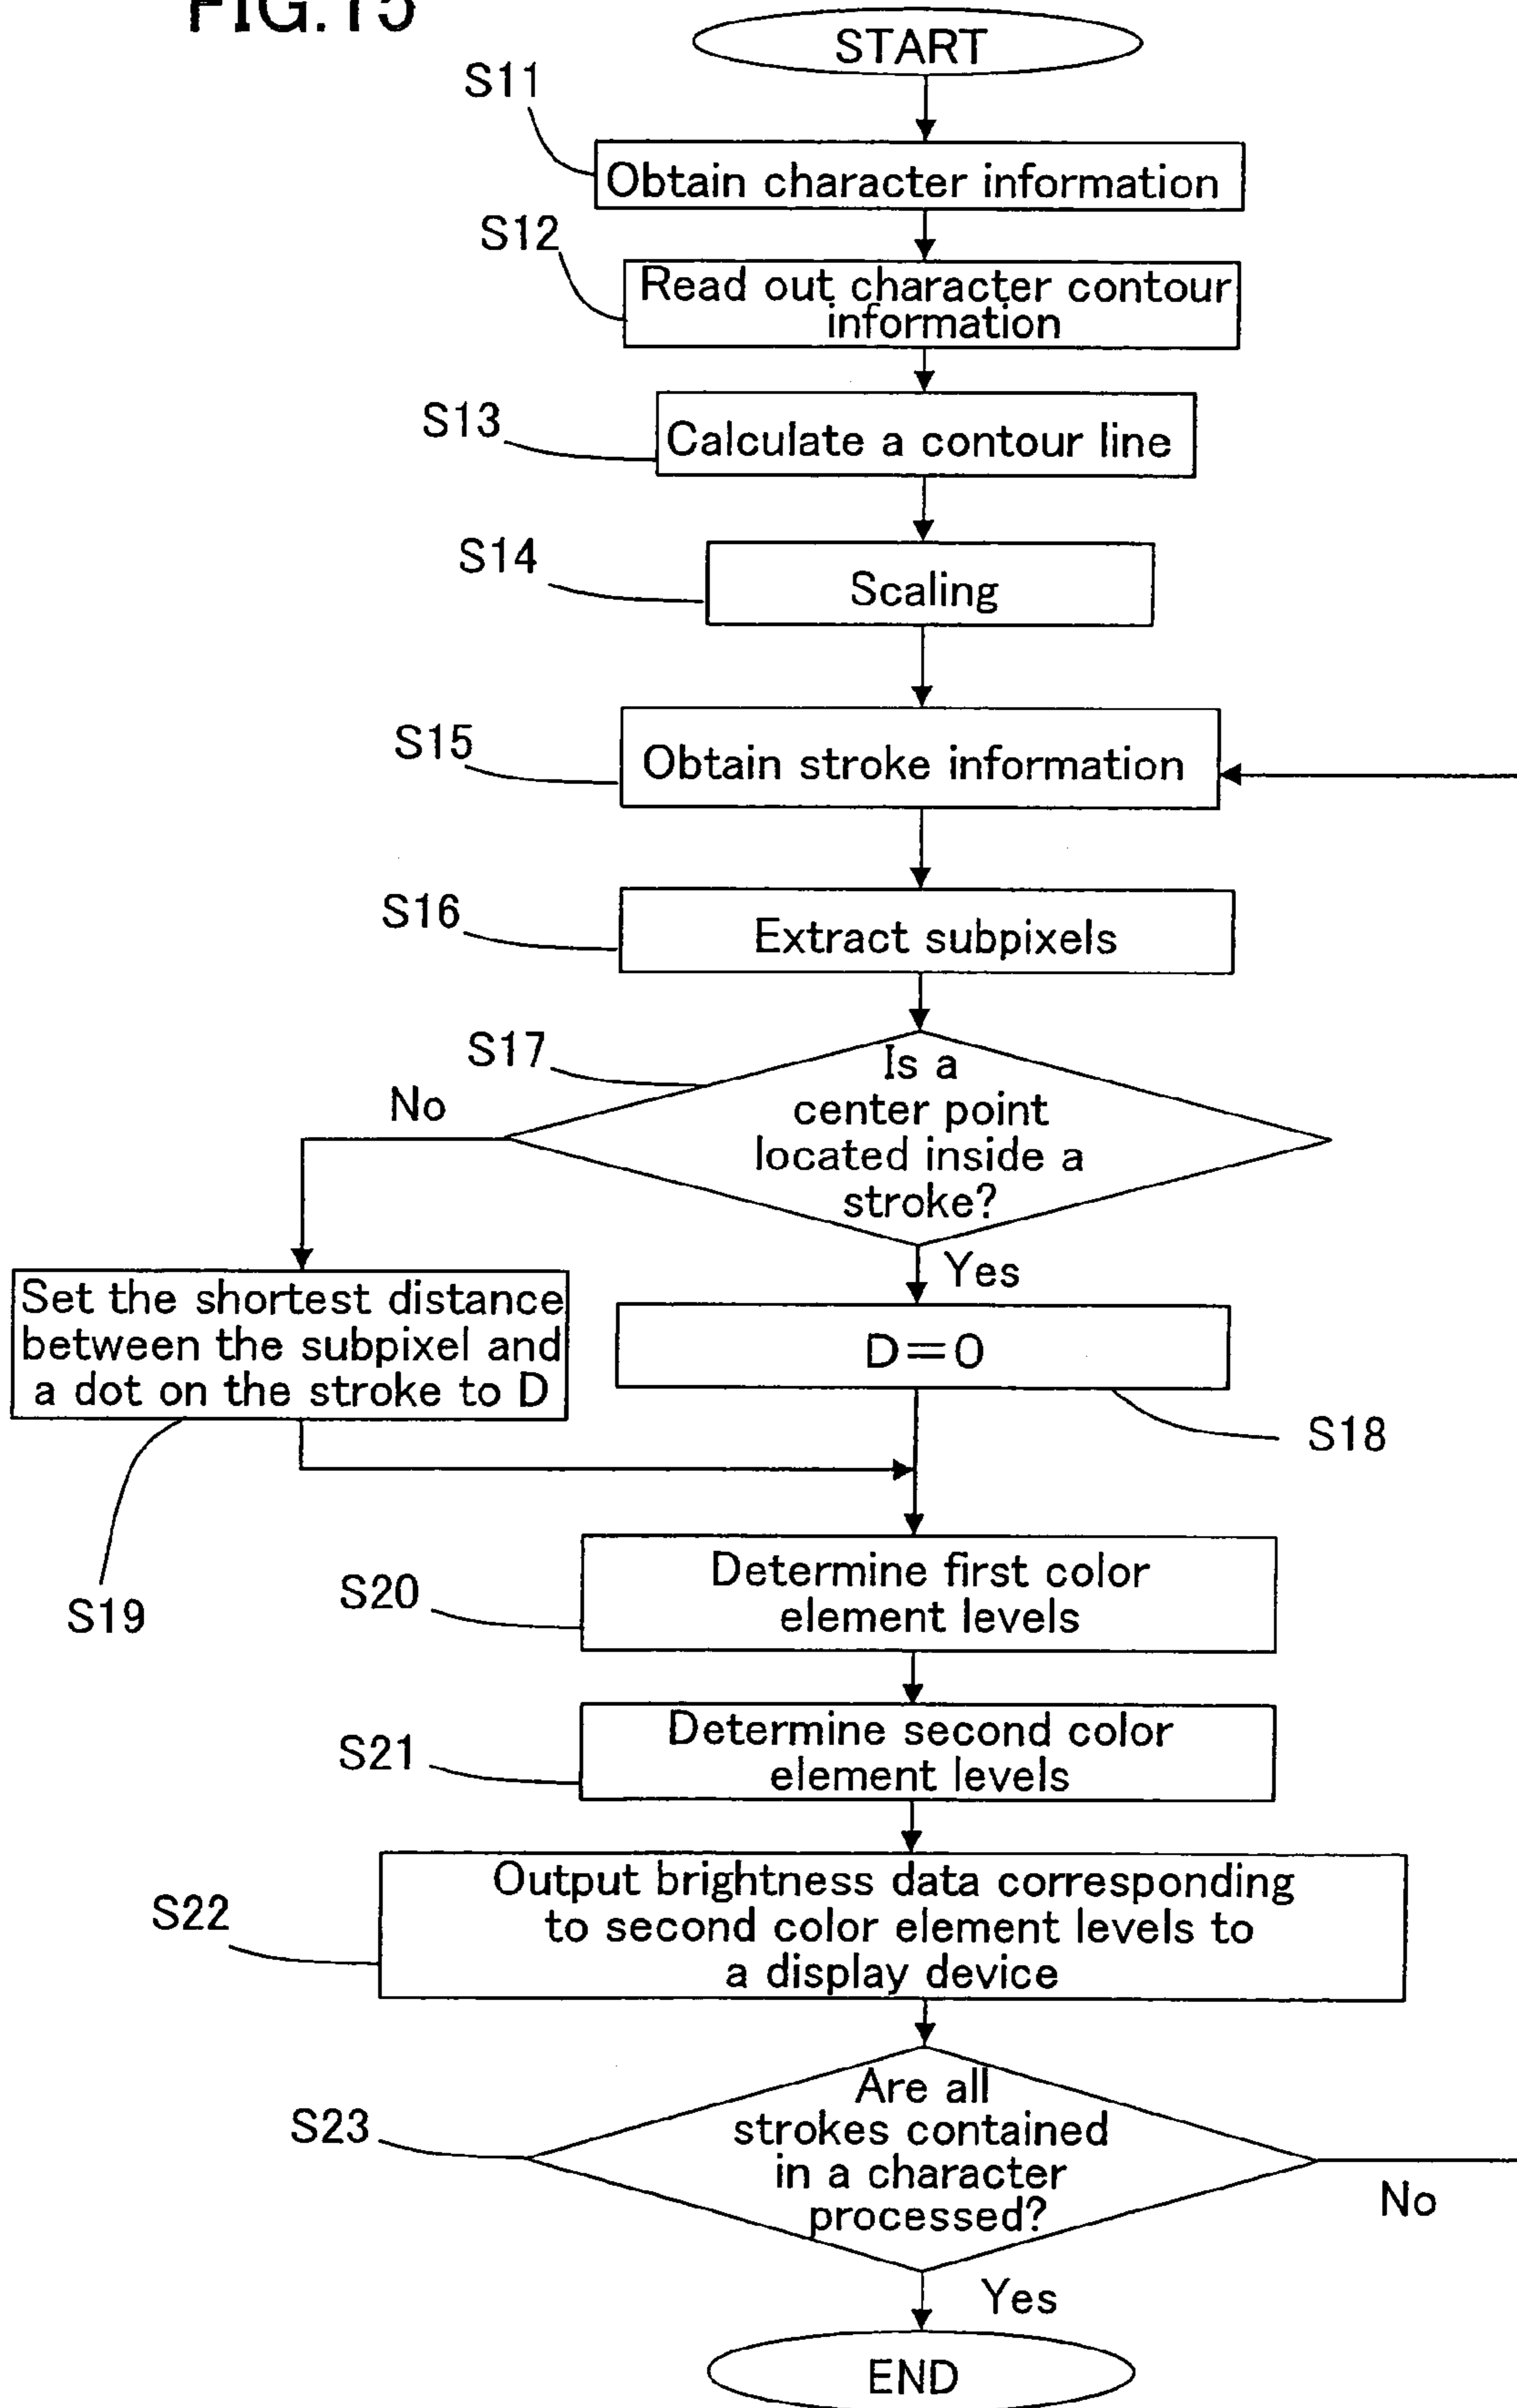 FIG.15
START
S11
Obtain character information
S12
Read out character contour
information
S13
Calculate a contour line
S14
Scaling
S15
Obtain stroke information
S16
Extract subpixels
S17
Is a
center point
located inside a
stroke?
No
Yes
Set the shortest distance
between the subpixel and
a dot on the stroke to D
D=0
S18
S19
S20
Determine first color
element levels
S21
Determine second color
element levels
S22
Output brightness data corresponding
to second color element levels to
a display device
S23
Are all
strokes contained
in a character
processed?
No
Yes
END